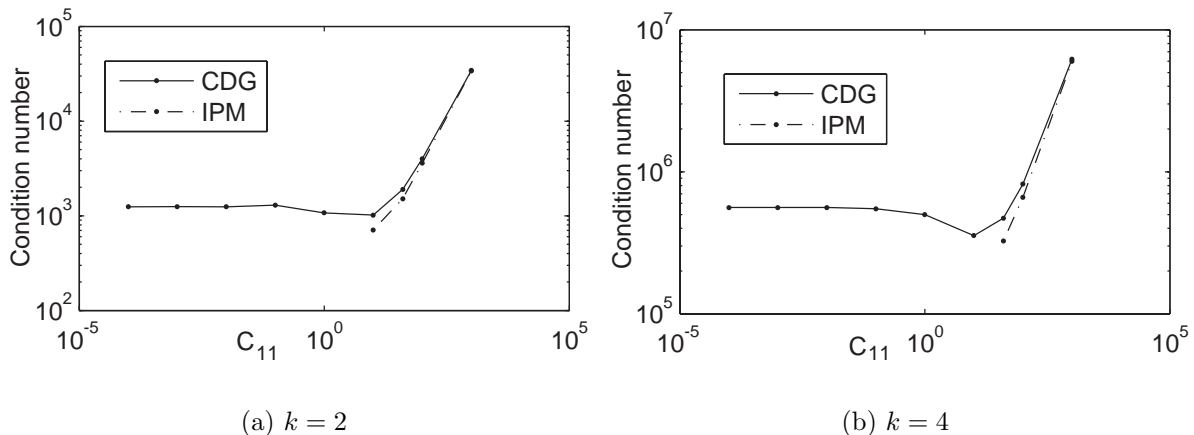 10^5
10^4
10^3
10^2
Condition number
CDG
IPM
10^-5
C_11
10^0
10^5
(a) k = 2
10^7
10^6
10^5
Condition number
CDG
IPM
10^-5
C_11
10^0
10^5
(b) k = 4